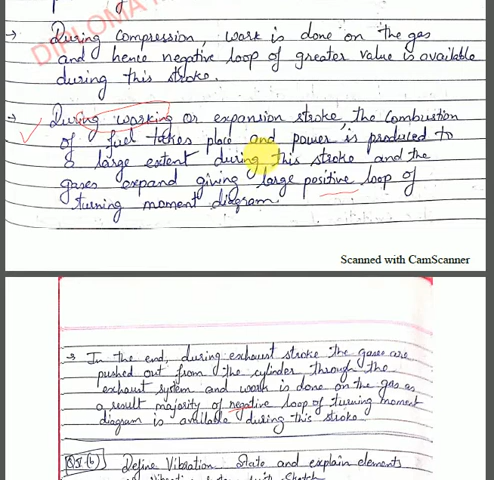 DIPLOMA
→ During Compression, work is done on the gas
and hence negative loop of greater value is available
during this stroke.
→ During working or expansion stroke, the Combustion
of fuel takes place and power is produced to
a large extent during this stroke and the
gases expand giving large positive loop of
turning moment diagram.
Scanned with CamScanner
→ In the end, during exhaust stroke the gases are
pushed out from the cylinder, through the
exhaust system and work is done on the gas as
a result majority of negative loop of turning moment
diagram is available during this stroke.
(b) Define Vibration. State and explain elements